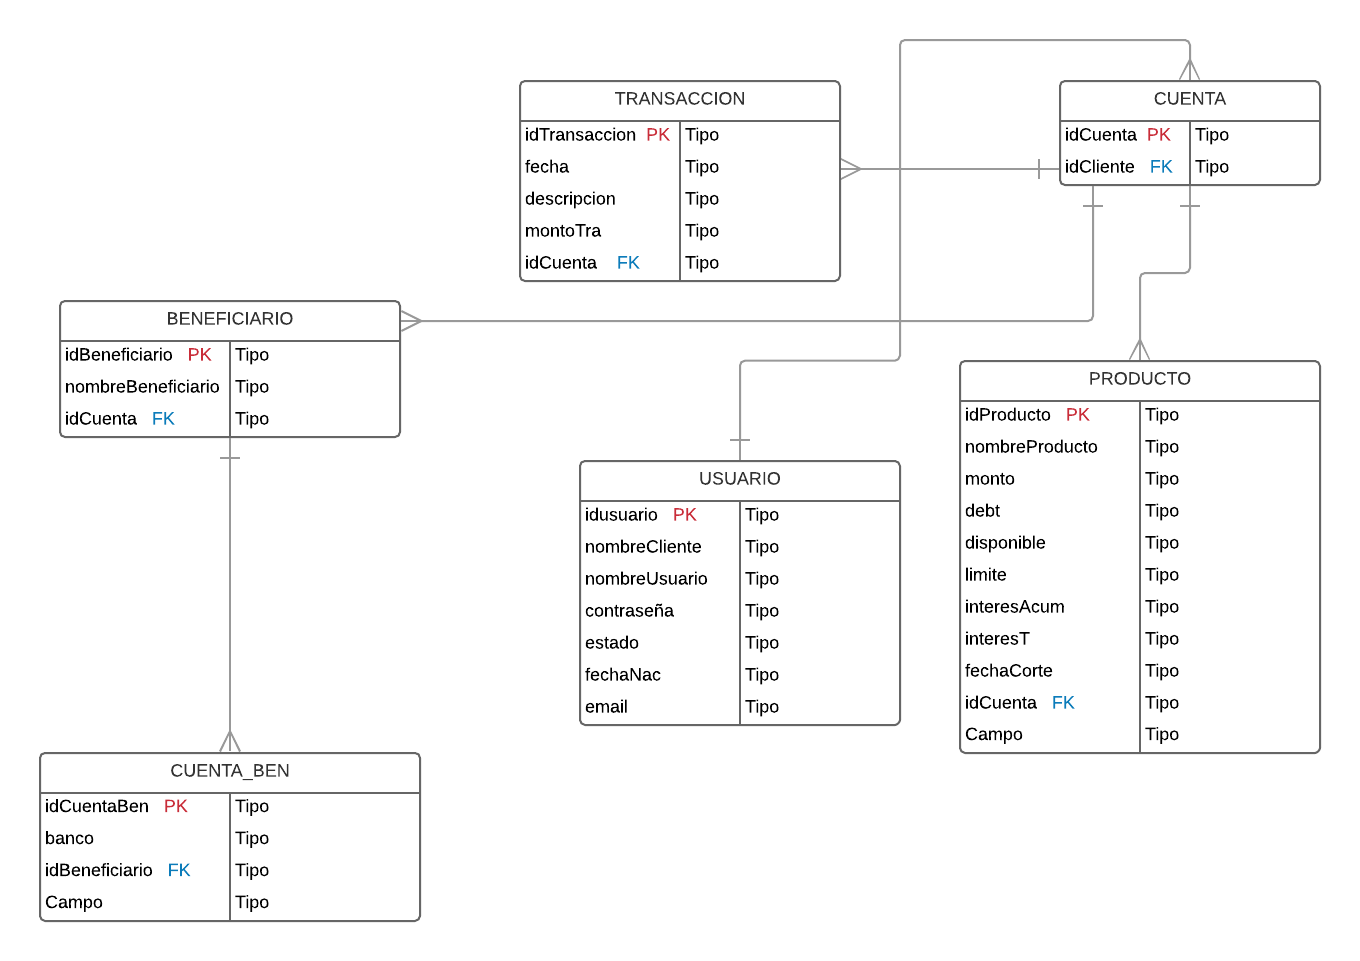 TRANSACCION
idTransaccion PK Tipo
fecha Tipo
descripcion Tipo
montoTra Tipo
idCuenta FK Tipo
CUENTA
idCuenta PK Tipo
idCliente FK Tipo
BENEFICIARIO
idBeneficiario PK Tipo
nombreBeneficiario Tipo
idCuenta FK Tipo
USUARIO
idusuario PK Tipo
nombreCliente Tipo
nombreUsuario Tipo
contraseña Tipo
estado Tipo
fechaNac Tipo
email Tipo
PRODUCTO
idProducto PK Tipo
nombreProducto Tipo
monto Tipo
debt Tipo
disponible Tipo
limite Tipo
interesAcum Tipo
interesT Tipo
fechaCorte Tipo
idCuenta FK Tipo
Campo Tipo
CUENTA_BEN
idCuentaBen PK Tipo
banco Tipo
idBeneficiario FK Tipo
Campo Tipo